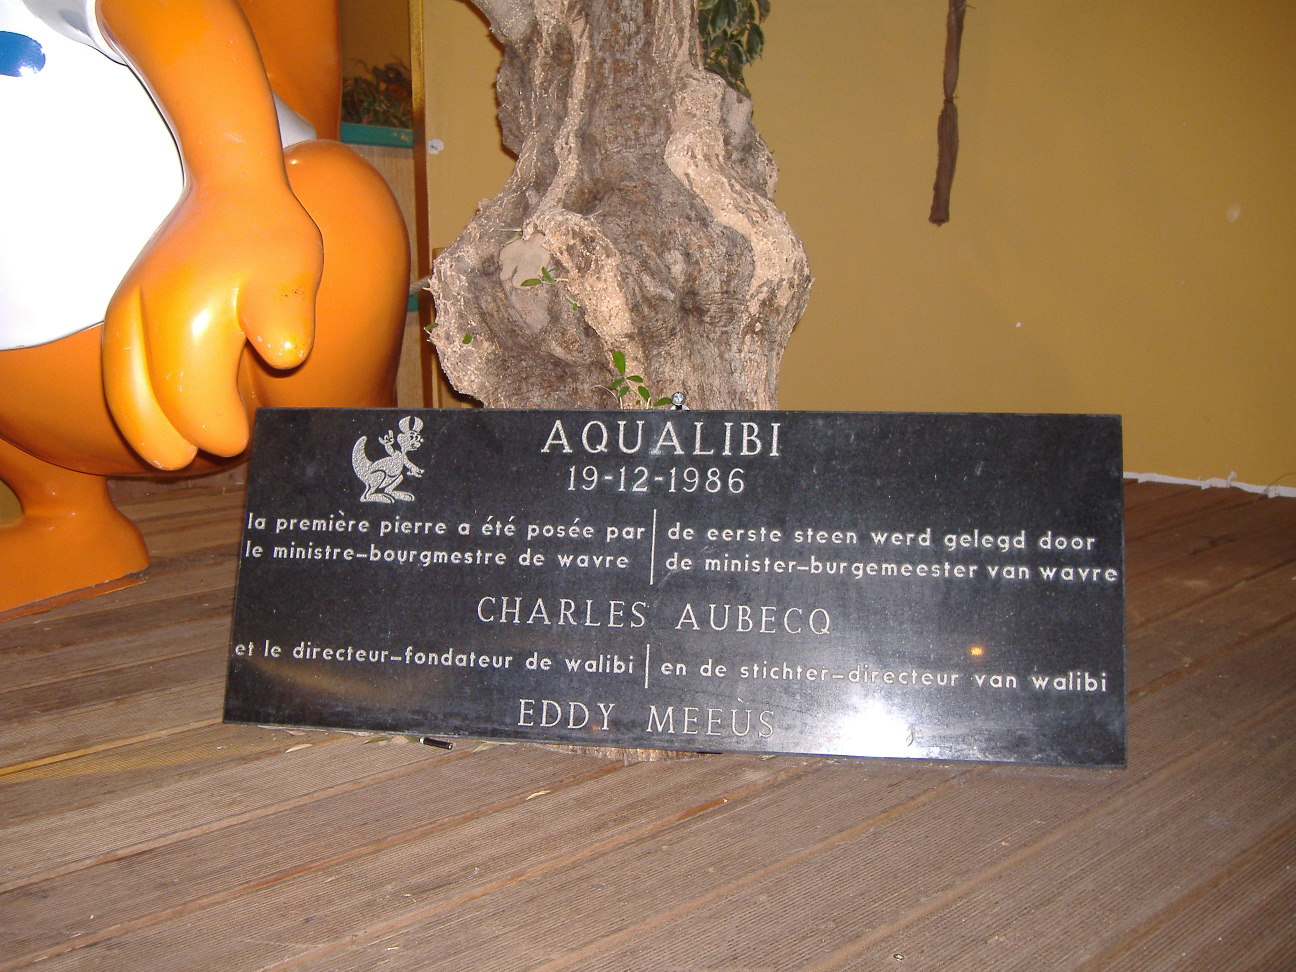 AQUALIBI
19-12-1986
la première pierre a été posée par
le ministre-bourgmestre de wavre
de eerste steen werd gelegd door
de minister-burgemeester van wavre
CHARLES AUBECQ
et le directeur-fondateur de walibi
en de stichter-directeur van walibi
EDDY MEEÙS